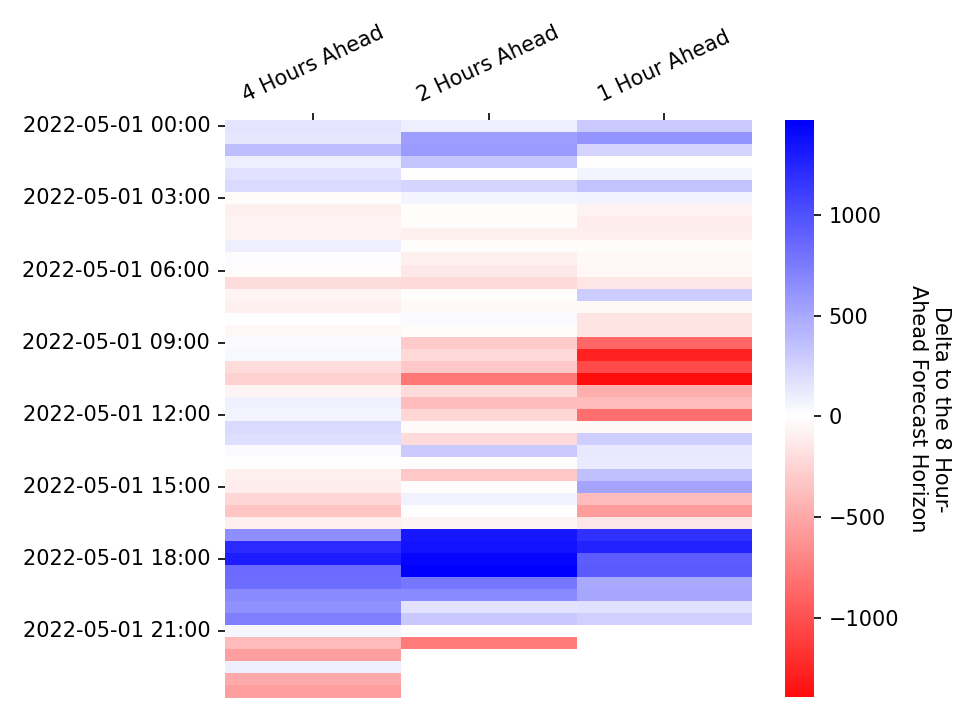 4 Hours Ahead
2 Hours Ahead
1 Hour Ahead
2022-05-01 00:00
2022-05-01 03:00
2022-05-01 06:00
2022-05-01 09:00
2022-05-01 12:00
2022-05-01 15:00
2022-05-01 18:00
2022-05-01 21:00
1000
500
0
−500
−1000
Delta to the 8 Hour-
Ahead Forecast Horizon